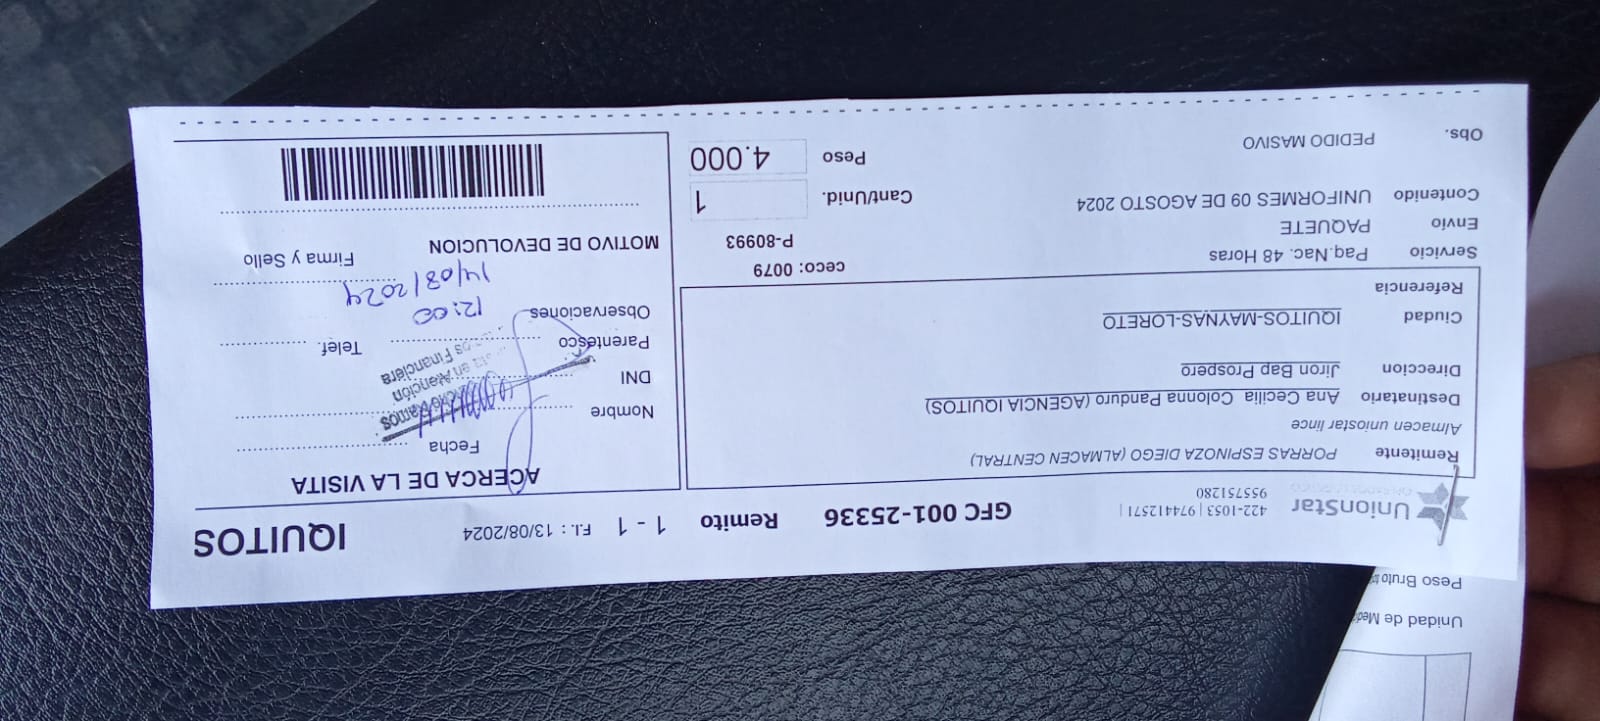 UnionStar
422-1053 | 974412571 |
955751280
GFC 001-25336 Remito 1 - 1 F.I. : 13/08/2024 IQUITOS
Remitente PORRAS ESPINOZA DIEGO (ALMACEN CENTRAL)
Almacen uniostar lince
Destinatario Ana Cecilia Colonna Panduro (AGENCIA IQUITOS)
Direccion Jiron Bap Prospero
Ciudad IQUITOS-MAYNAS-LORETO
Referencia
Servicio Paq.Nac. 48 Horas ceco: 0079
Envio PAQUETE P-80993
Contenido UNIFORMES 09 DE AGOSTO 2024 Cant/Unid. 1
Obs. PEDIDO MASIVO Peso 4.000
ACERCA DE LA VISITA
Fecha
Nombre
Ramos
DNI
en Atención
Financiera
Parentesco Telef.
Observaciones 12:00
14/08/2024
MOTIVO DE DEVOLUCION Firma y Sello
Peso Bruto
Unidad de Med